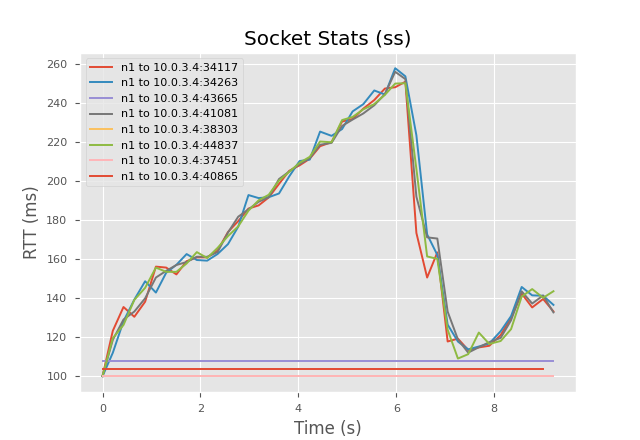 Socket Stats (ss)
260
240
220
200
180
160
140
120
100
RTT (ms)
n1 to 10.0.3.4:34117
n1 to 10.0.3.4:34263
n1 to 10.0.3.4:43665
n1 to 10.0.3.4:41081
n1 to 10.0.3.4:38303
n1 to 10.0.3.4:44837
n1 to 10.0.3.4:37451
n1 to 10.0.3.4:40865
0 2 4 6 8
Time (s)